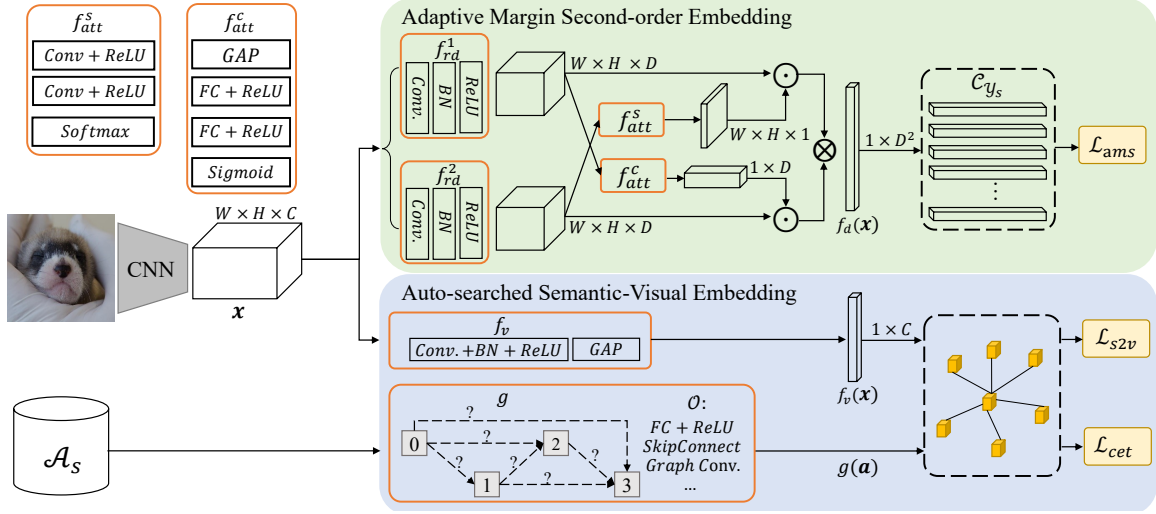 f_att^s
Conv + ReLU
Conv + ReLU
Softmax
f_att^c
GAP
FC + ReLU
FC + ReLU
Sigmoid
W × H × C
CNN
x
𝒜_s
Adaptive Margin Second-order Embedding
f_rd^1
Conv.
BN
ReLU
W × H × D
f_att^s
W × H × 1
f_att^c
1 × D
f_rd^2
Conv.
BN
ReLU
W × H × D
f_d(x)
1 × D^2
𝒞_𝒴_s
⋮
ℒ_ams
Auto-searched Semantic-Visual Embedding
f_v
Conv. +BN + ReLU
GAP
1 × C
f_v(x)
g
0
1
2
3
?
?
?
?
?
?
𝒪:
FC + ReLU
SkipConnect
Graph Conv.
...
g(a)
ℒ_s2v
ℒ_cet